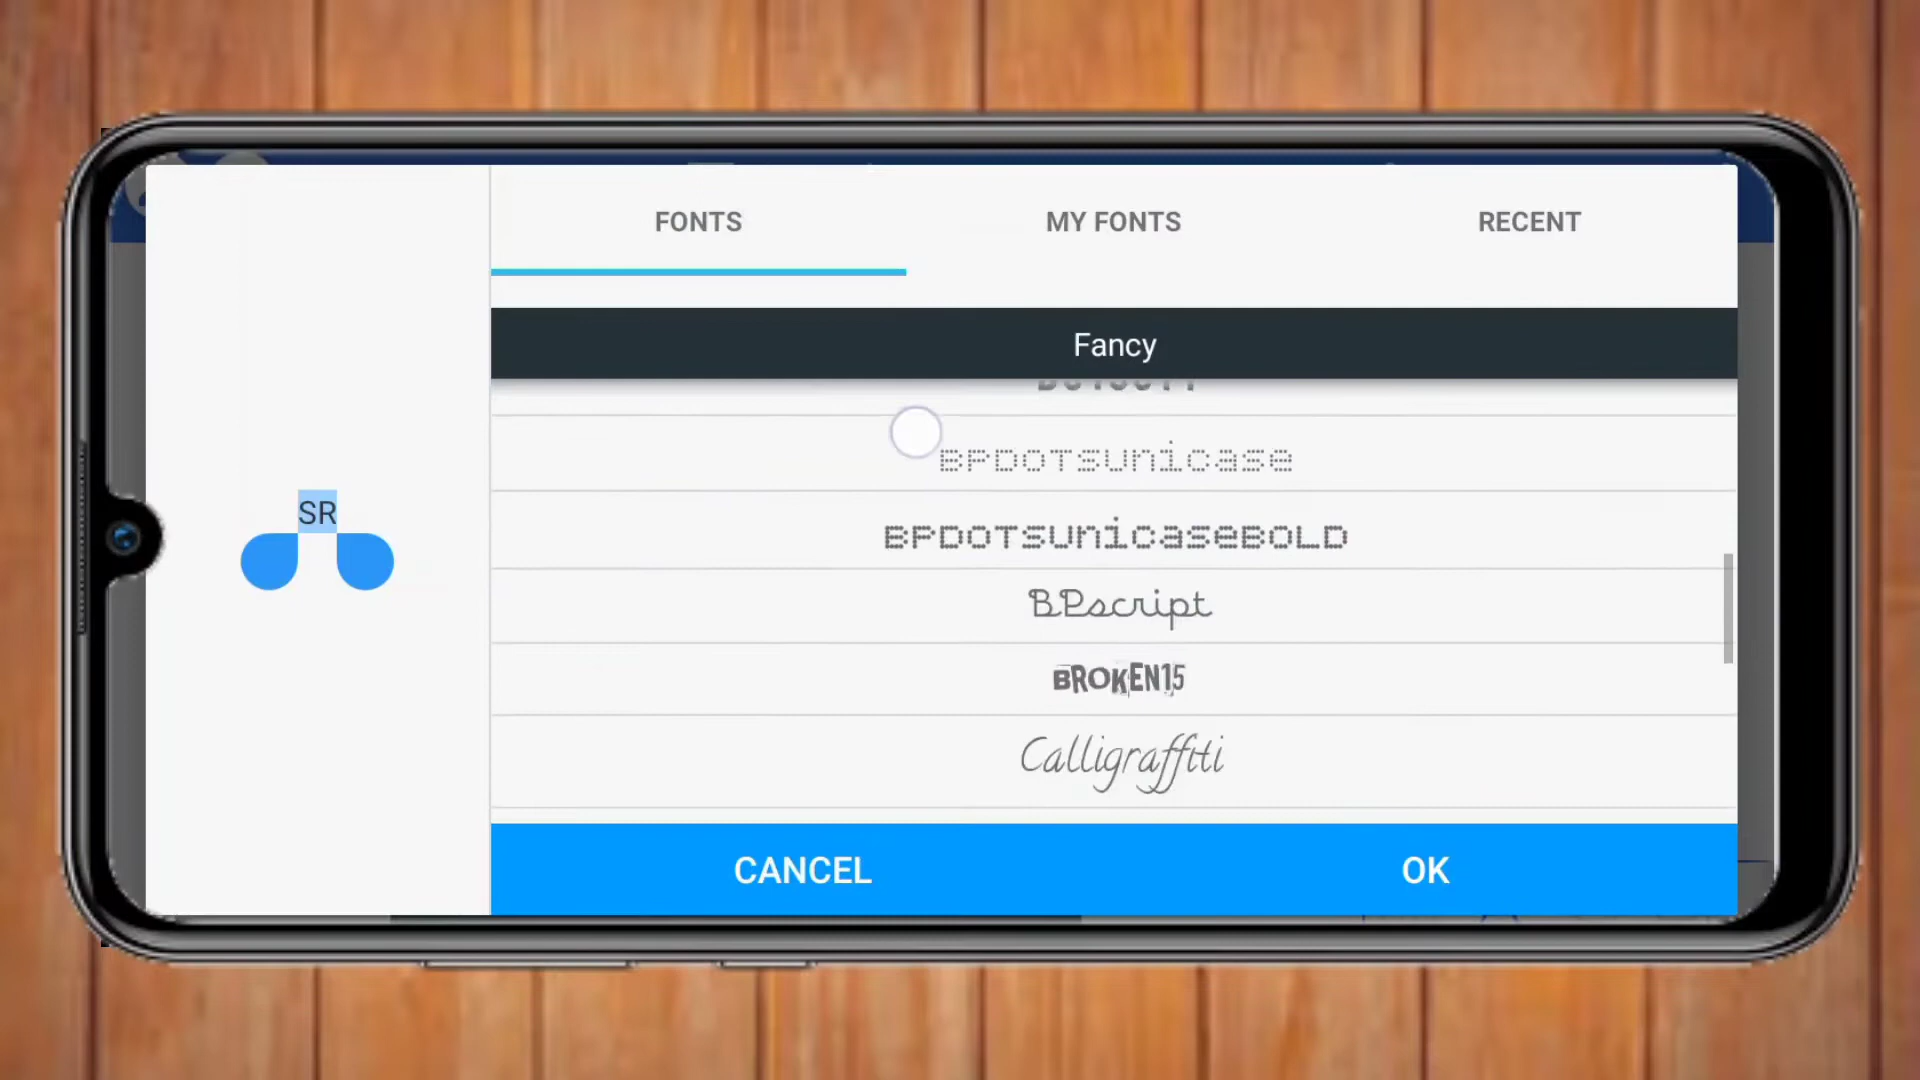 FONTS
MY FONTS
RECENT
Fancy
SR
BPDOTSUNICASE
BPDOTSUNICASEBOLD
BPscript
BROKEN15
Calligraffiti
CANCEL
OK